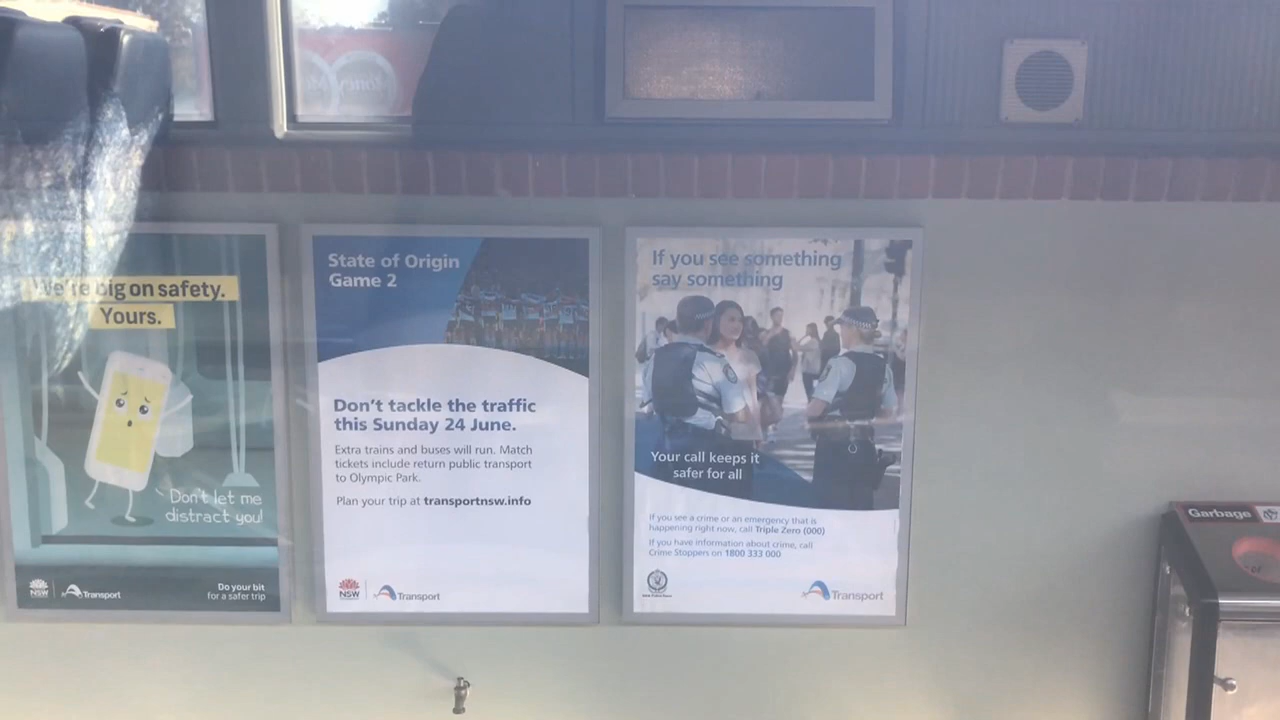 We're big on safety.
Yours.
Don't let me
distract you!
NSW
Transport
Do your bit
for a safer trip
State of Origin
Game 2
Don't tackle the traffic
this Sunday 24 June.
Extra trains and buses will run. Match
tickets include return public transport
to Olympic Park.
Plan your trip at transportnsw.info
NSW
Transport
If you see something
say something
Your call keeps it
safer for all
If you see a crime or an emergency that is
happening right now, call Triple Zero (000)
If you have information about crime, call
Crime Stoppers on 1800 333 000
Transport
Garbage